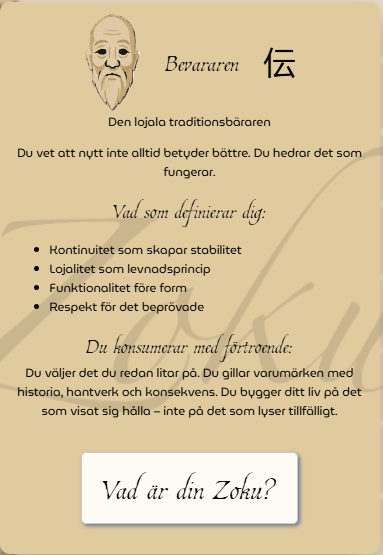 Bevararen 伝
Den lojala traditionsbäraren
Du vet att nytt inte alltid betyder bättre. Du hedrar det som
fungerar.
Vad som definierar dig:
Kontinuitet som skapar stabilitet
Lojalitet som levnadsprincip
Funktionalitet före form
Respekt för det beprövade
Du konsumerar med förtroende:
Du väljer det du redan litar på. Du gillar varumärken med
historia, hantverk och konsekvens. Du bygger ditt liv på det
som visat sig hålla – inte på det som lyser tillfälligt.
Vad är din Zoku?
Zoku